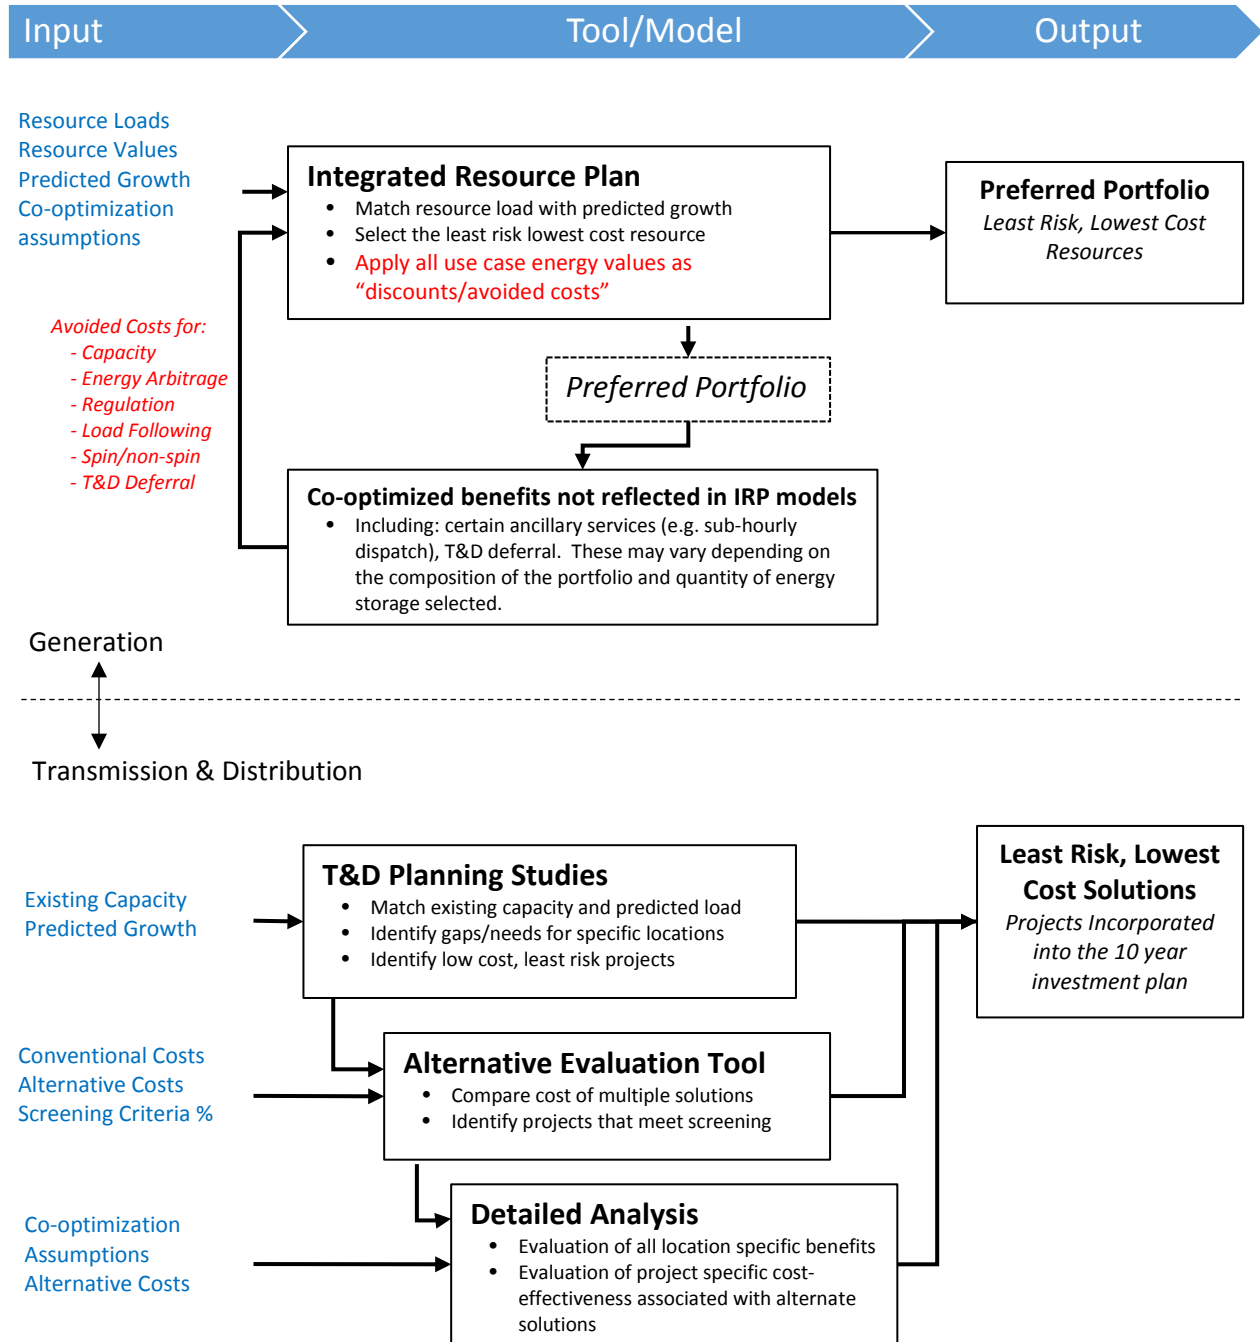 Input
Tool/Model
Output
Resource Loads
Resource Values
Predicted Growth
Co-optimization
assumptions
Integrated Resource Plan
• Match resource load with predicted growth
• Select the least risk lowest cost resource
• Apply all use case energy values as
“discounts/avoided costs”
Preferred Portfolio
Least Risk, Lowest Cost
Resources
Avoided Costs for:
- Capacity
- Energy Arbitrage
- Regulation
- Load Following
- Spin/non-spin
- T&D Deferral
Preferred Portfolio
Co-optimized benefits not reflected in IRP models
• Including: certain ancillary services (e.g. sub-hourly
dispatch), T&D deferral.  These may vary depending on
the composition of the portfolio and quantity of energy
storage selected.
Generation
Transmission & Distribution
Existing Capacity
Predicted Growth
T&D Planning Studies
• Match existing capacity and predicted load
• Identify gaps/needs for specific locations
• Identify low cost, least risk projects
Least Risk, Lowest
Cost Solutions
Projects Incorporated
into the 10 year
investment plan
Conventional Costs
Alternative Costs
Screening Criteria %
Alternative Evaluation Tool
• Compare cost of multiple solutions
• Identify projects that meet screening
Co-optimization
Assumptions
Alternative Costs
Detailed Analysis
• Evaluation of all location specific benefits
• Evaluation of project specific cost-
effectiveness associated with alternate
solutions